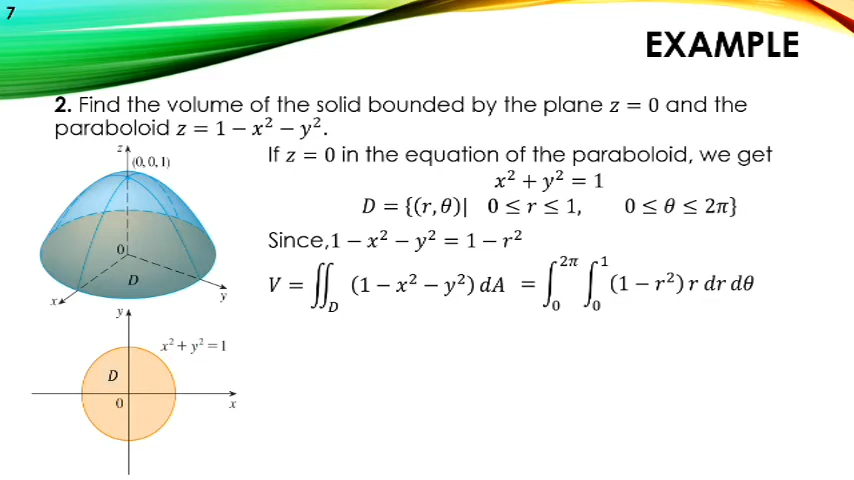 7
EXAMPLE
2. Find the volume of the solid bounded by the plane z = 0 and the
paraboloid z = 1 − x² − y².
If z = 0 in the equation of the paraboloid, we get
x² + y² = 1
D = {(r, θ)| 0 ≤ r ≤ 1, 0 ≤ θ ≤ 2π}
Since,1 − x² − y² = 1 − r²
V = ∬_D (1 − x² − y²) dA = ∫₀^2π ∫₀^1 (1 − r²) r dr dθ
z
(0, 0, 1)
0
D
x
y
y
x² + y² = 1
D
0
x